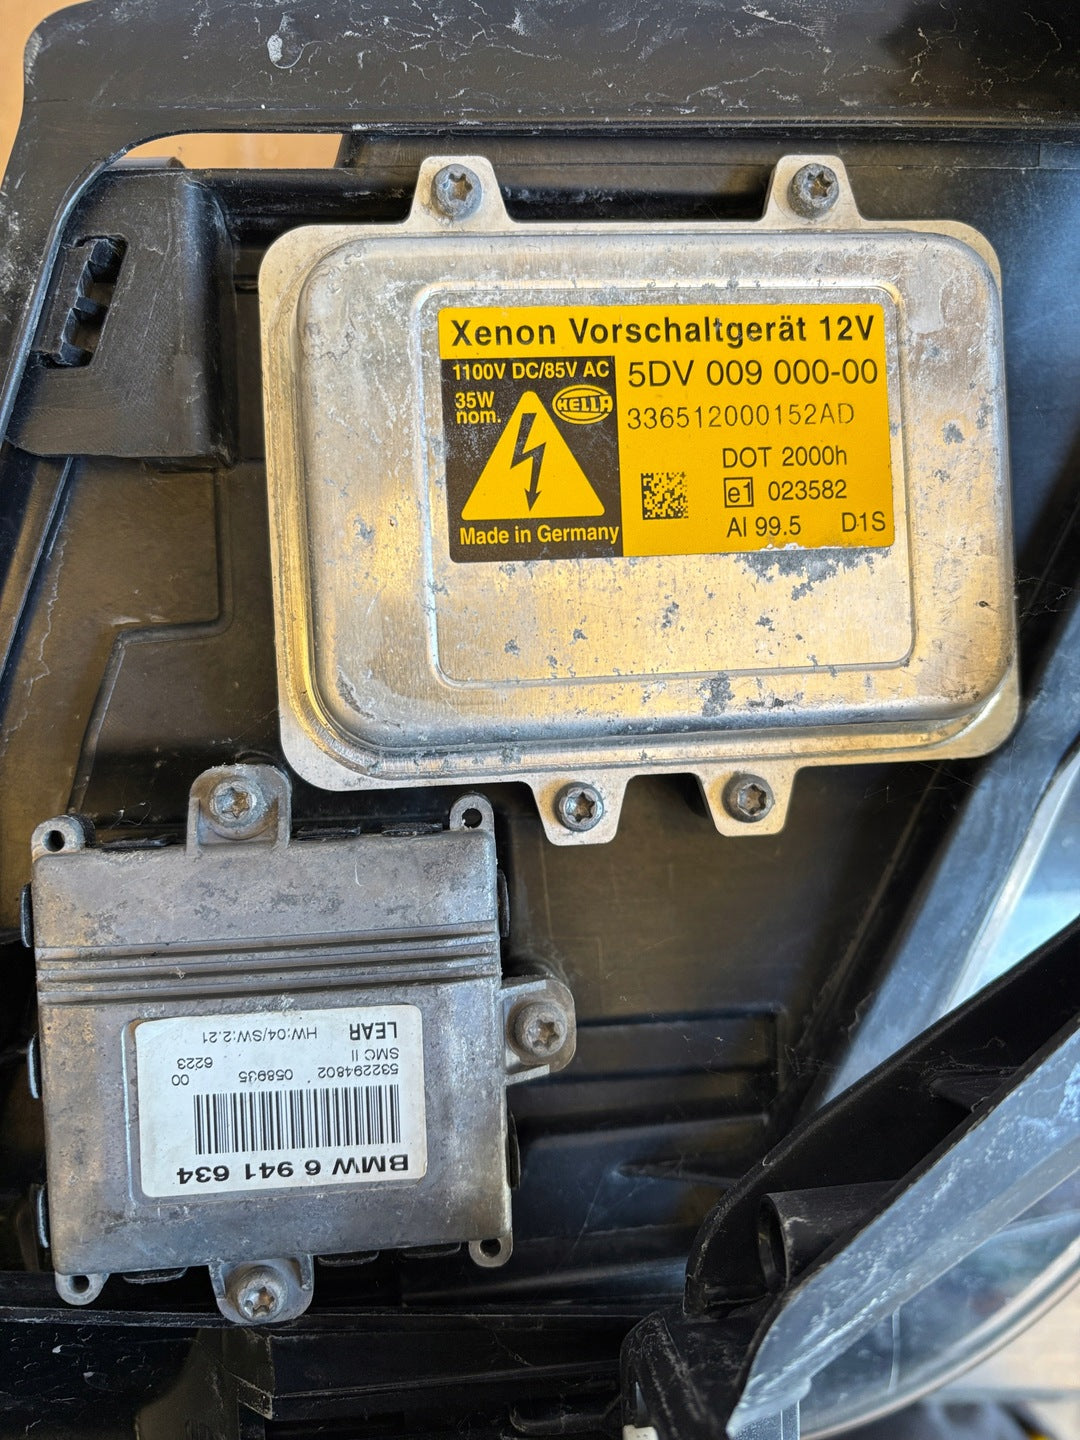 Xenon Vorschaltgerät 12V
1100V DC/85V AC
35W
nom.
HELLA
Made in Germany
5DV 009 000-00
336512000152AD
DOT 2000h
e1 023582
Al 99.5 D1S
BMW 6 941 634
532294802 058935 00
SMC II 6223
LEAR HW:04/SW:2.21